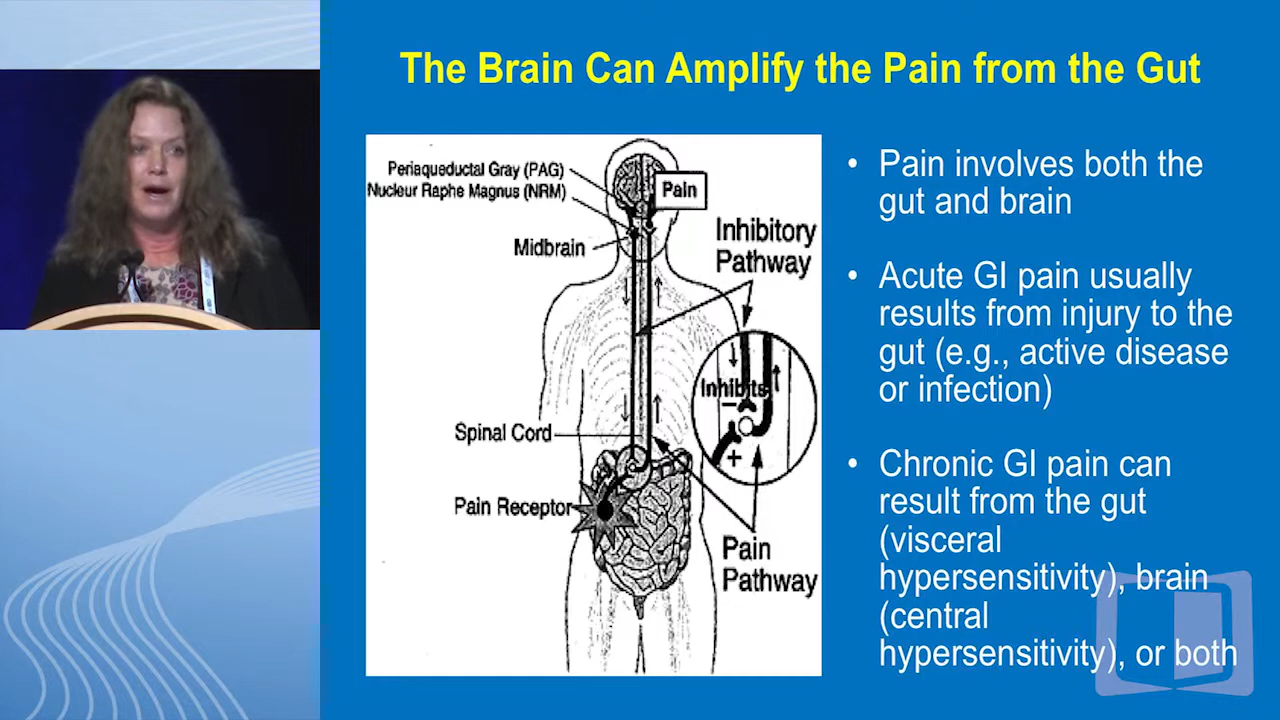 The Brain Can Amplify the Pain from the Gut
Periaqueductal Gray (PAG)
Nucleur Raphe Magnus (NRM)
Pain
Midbrain
Inhibitory
Pathway
Inhibits
−
+
Spinal Cord
Pain Receptor
Pain
Pathway
• Pain involves both the
gut and brain
• Acute GI pain usually
results from injury to the
gut (e.g., active disease
or infection)
• Chronic GI pain can
result from the gut
(visceral
hypersensitivity), brain
(central
hypersensitivity), or both